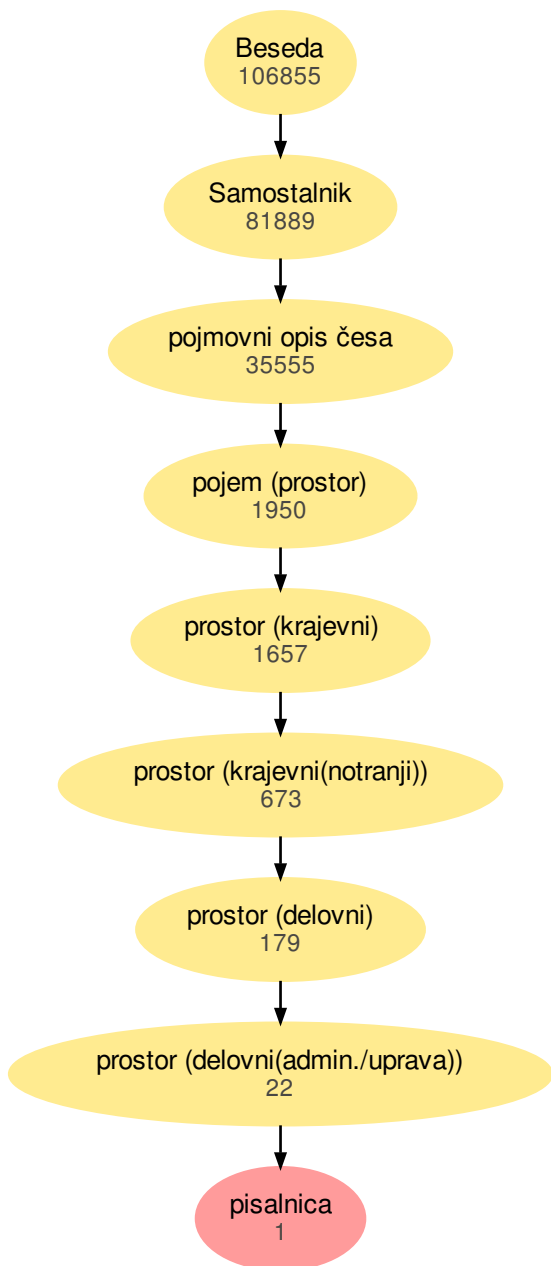 Beseda
106855
Samostalnik
81889
pojmovni opis česa
35555
pojem (prostor)
1950
prostor (krajevni)
1657
prostor (krajevni(notranji))
673
prostor (delovni)
179
prostor (delovni(admin./uprava))
22
pisalnica
1